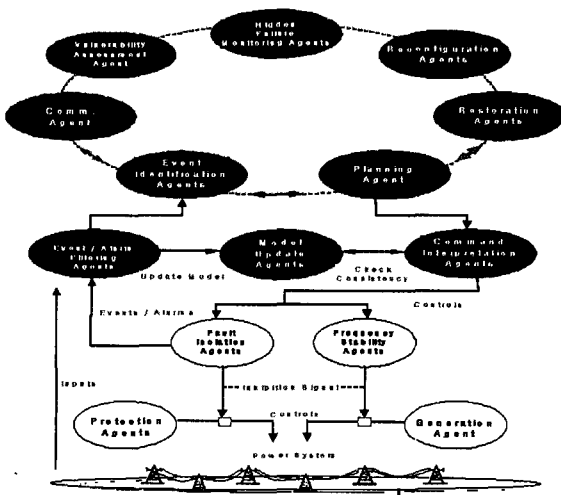 Hidden
Failure
Monitoring Agents
Vulnerability
Assessment
Agent
Reconfiguration
Agents
Comm.
Agent
Restoration
Agents
Event
Identification
Agents
Planning
Agent
Event / Alarm
Filtering
Agents
Model
Update
Agents
Command
Interpretation
Agents
Update Model
Check
Consistency
Events / Alarms
Controls
Fault
Isolation
Agents
Frequency
Stability
Agents
Inputs
Inhibition Signal
Protection
Agents
Controls
Generation
Agent
Power System